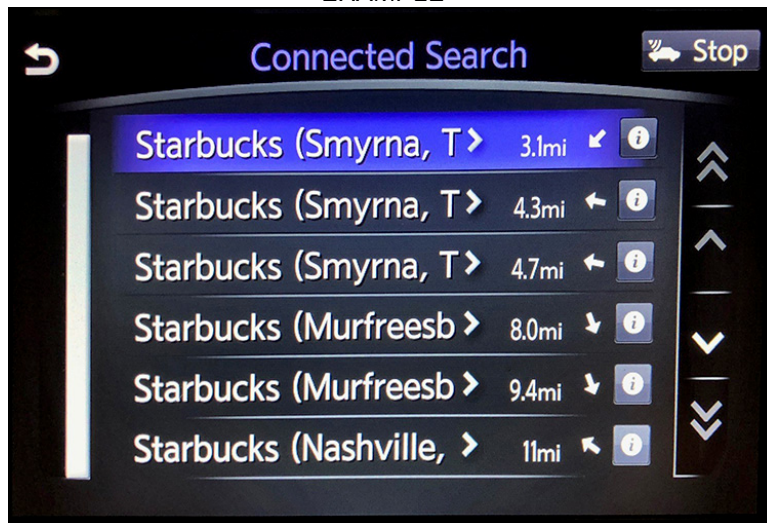 Connected Search
Stop
Starbucks (Smyrna, T 3.1mi i
Starbucks (Smyrna, T 4.3mi i
Starbucks (Smyrna, T 4.7mi i
Starbucks (Murfreesb 8.0mi i
Starbucks (Murfreesb 9.4mi i
Starbucks (Nashville, 11mi i